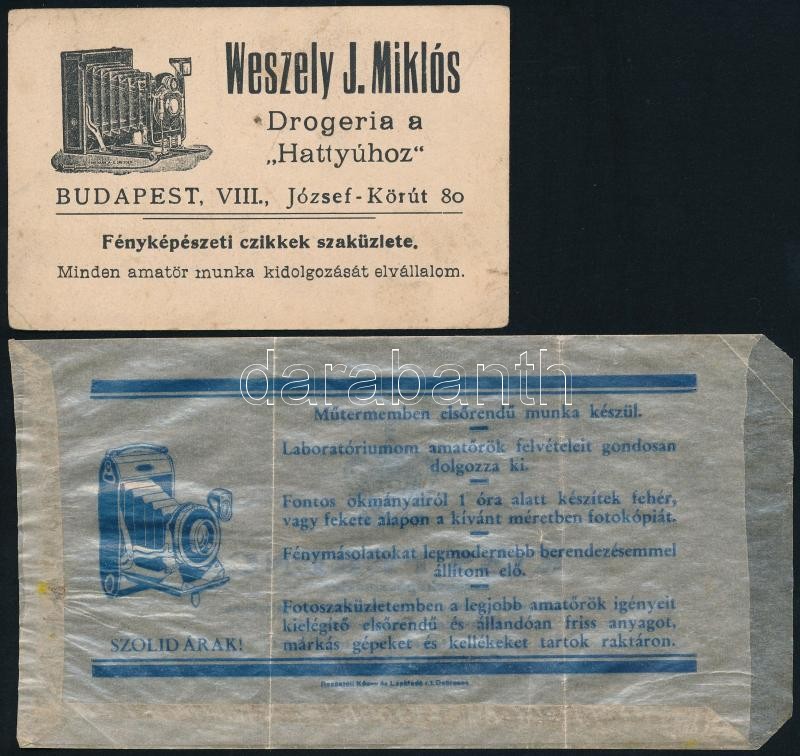 Weszely J. Miklós
Drogeria a
„Hattyúhoz"
BUDAPEST, VIII., József-Körút 80
Fényképészeti czikkek szaküzlete.
Minden amatőr munka kidolgozását elvállalom.
darabanth
Műtermemben elsőrendű munka készül.
Laboratóriumom amatőrök felvételeit gondosan
dolgozza ki.
Fontos okmányairól 1 óra alatt készítek fehér,
vagy fekete alapon a kívánt méretben fotokópiát.
Fénymásolatokat legmodernebb berendezésemmel
állítom elő.
Fotoszaküzletemben a legjobb amatőrök igényeit
kielégítő elsőrendű és állandóan friss anyagot,
márkás gépeket és kellékeket tartok raktáron.
SZOLID ÁRAK!